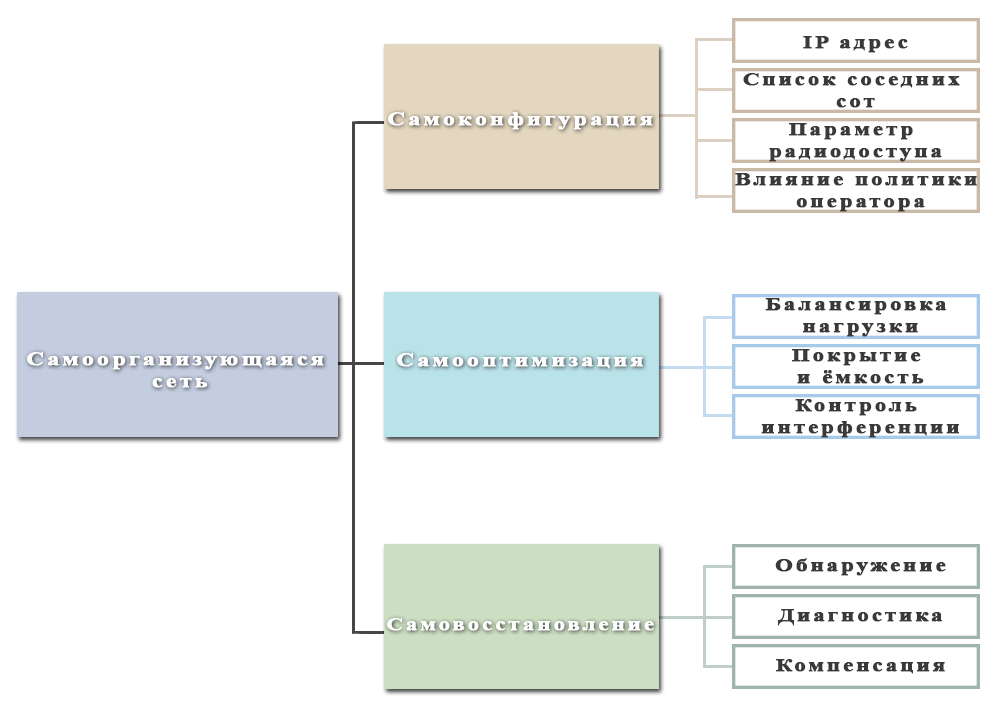 Самоорганизующаяся
сеть
Самоконфигурация
IP адрес
Список соседних
сот
Параметр
радиодоступа
Влияние политики
оператора
Самооптимизация
Балансировка
нагрузки
Покрытие
и ёмкость
Контроль
интерференции
Самовосстановление
Обнаружение
Диагностика
Компенсация